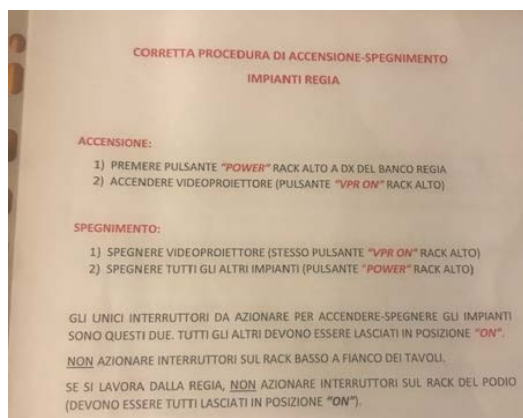 CORRETTA PROCEDURA DI ACCENSIONE-SPEGNIMENTO
IMPIANTI REGIA
ACCENSIONE:
1) PREMERE PULSANTE "POWER" RACK ALTO A DX DEL BANCO REGIA
2) ACCENDERE VIDEOPROIETTORE (PULSANTE "VPR ON" RACK ALTO)
SPEGNIMENTO:
1) SPEGNERE VIDEOPROIETTORE (STESSO PULSANTE "VPR ON" RACK ALTO)
2) SPEGNERE TUTTI GLI ALTRI IMPIANTI (PULSANTE "POWER" RACK ALTO)
GLI UNICI INTERRUTTORI DA AZIONARE PER ACCENDERE-SPEGNERE GLI IMPIANTI
SONO QUESTI DUE. TUTTI GLI ALTRI DEVONO ESSERE LASCIATI IN POSIZIONE "ON".
NON AZIONARE INTERRUTTORI SUL RACK BASSO A FIANCO DEI TAVOLI.
SE SI LAVORA DALLA REGIA, NON AZIONARE INTERRUTTORI SUL RACK DEL PODIO
(DEVONO ESSERE TUTTI LASCIATI IN POSIZIONE "ON").